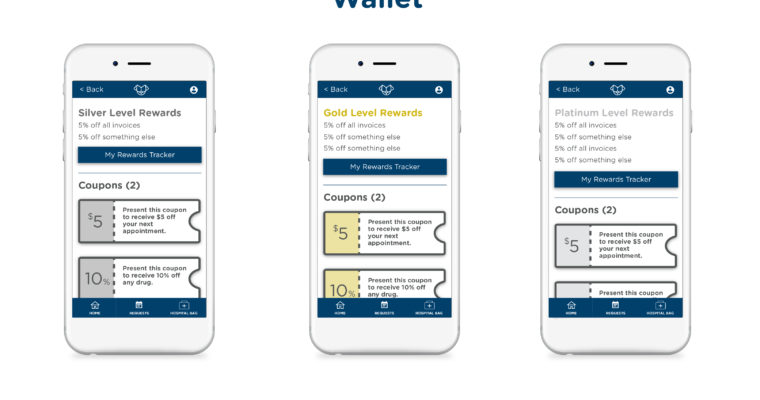 Wallet
< Back
Silver Level Rewards
5% off all invoices
5% off something else
My Rewards Tracker
Coupons (2)
$5
Present this coupon
to receive $5 off
your next
appointment.
10%
Present this coupon
to receive 10% off
any drug.
HOME
REQUESTS
HOSPITAL BAG
< Back
Gold Level Rewards
5% off all invoices
5% off something else
5% off something else
My Rewards Tracker
Coupons (2)
$5
Present this coupon
to receive $5 off
your next
appointment.
10%
Present this coupon
to receive 10% off
any drug.
HOME
REQUESTS
HOSPITAL BAG
< Back
Platinum Level Rewards
5% off all invoices
5% off something else
5% off all invoices
5% off something else
My Rewards Tracker
Coupons (2)
$5
Present this coupon
to receive $5 off
your next
appointment.
Present this coupon
HOME
REQUESTS
HOSPITAL BAG